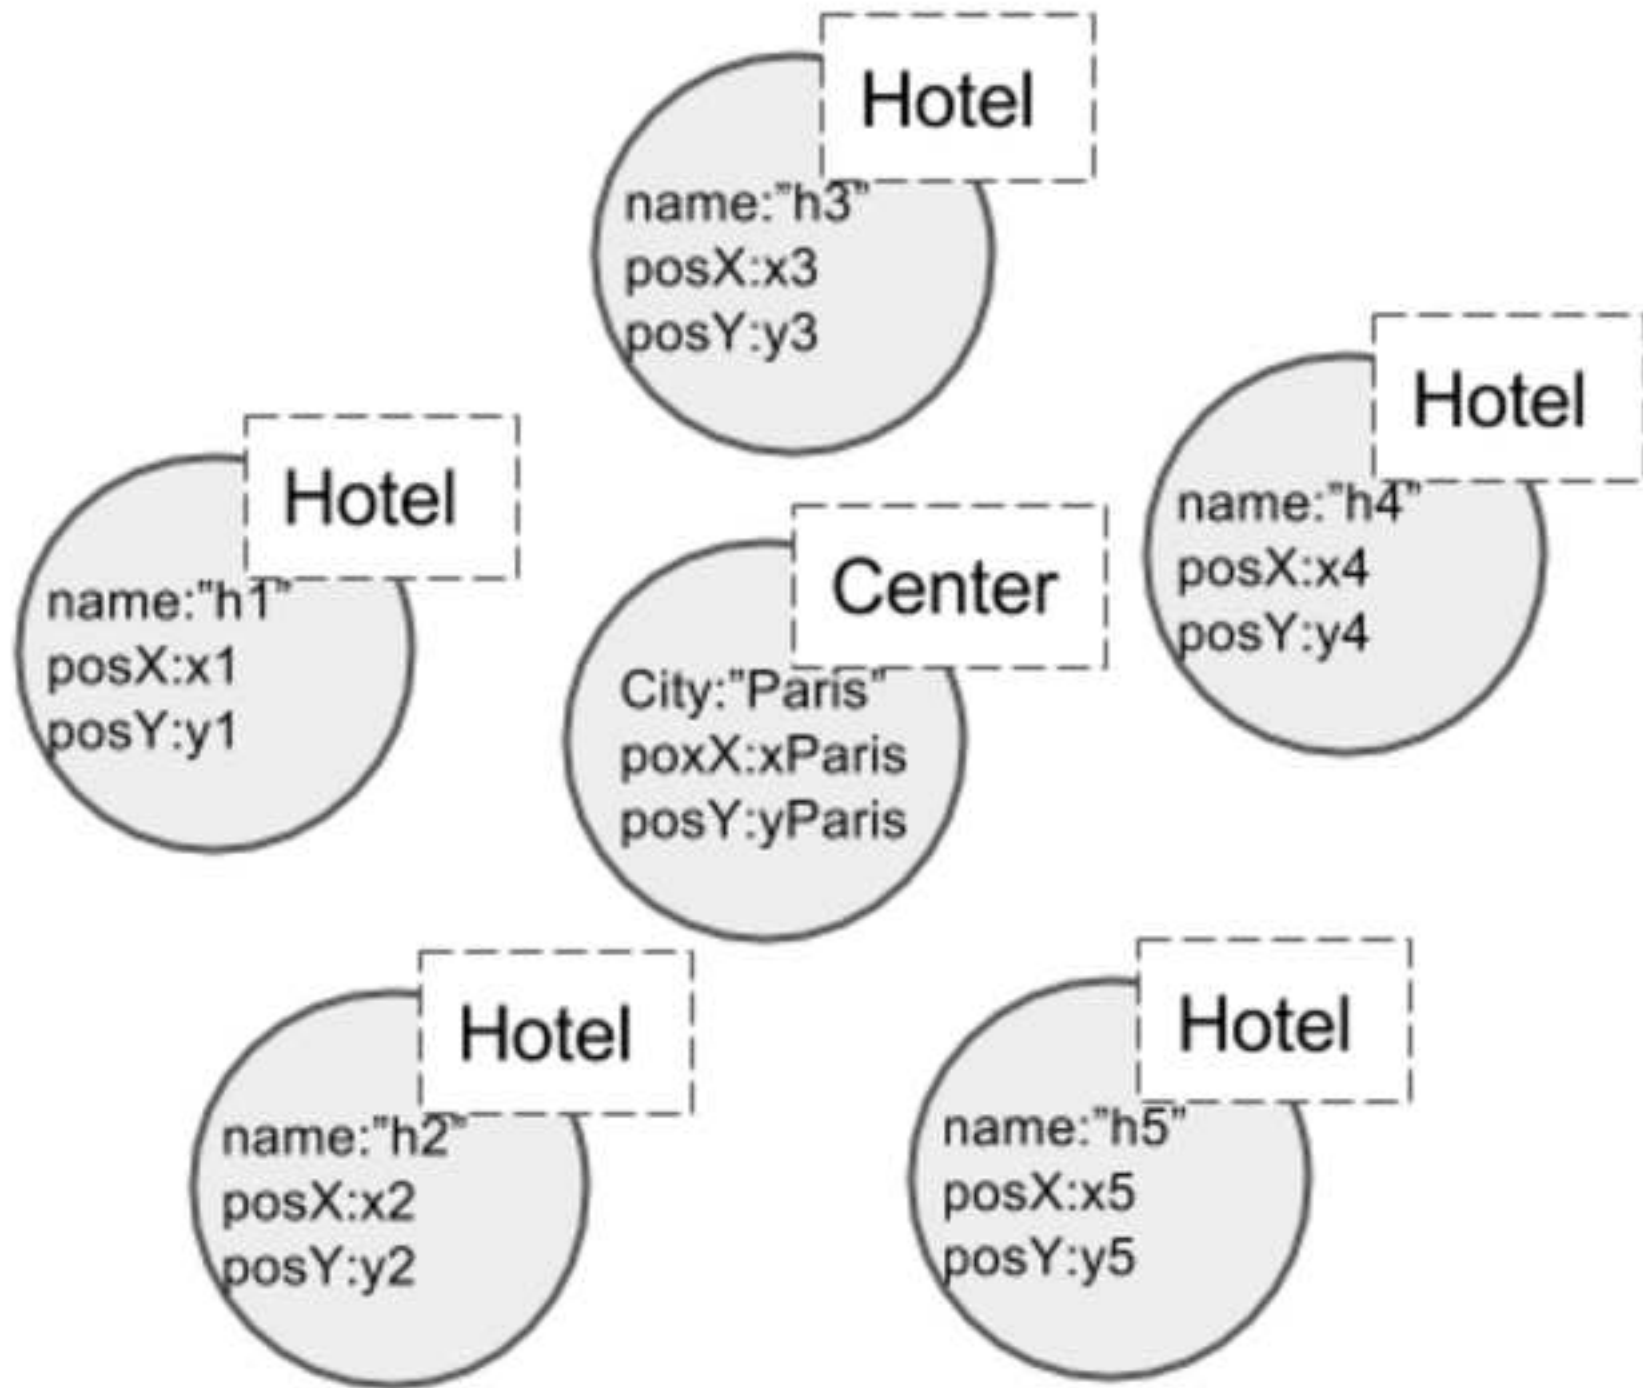 Hotel
name:"h3"
posX:x3
posY:y3
Hotel
name:"h4"
posX:x4
posY:y4
Hotel
name:"h1"
posX:x1
posY:y1
Center
City:"Paris"
poxX:xParis
posY:yParis
Hotel
name:"h2"
posX:x2
posY:y2
Hotel
name:"h5"
posX:x5
posY:y5